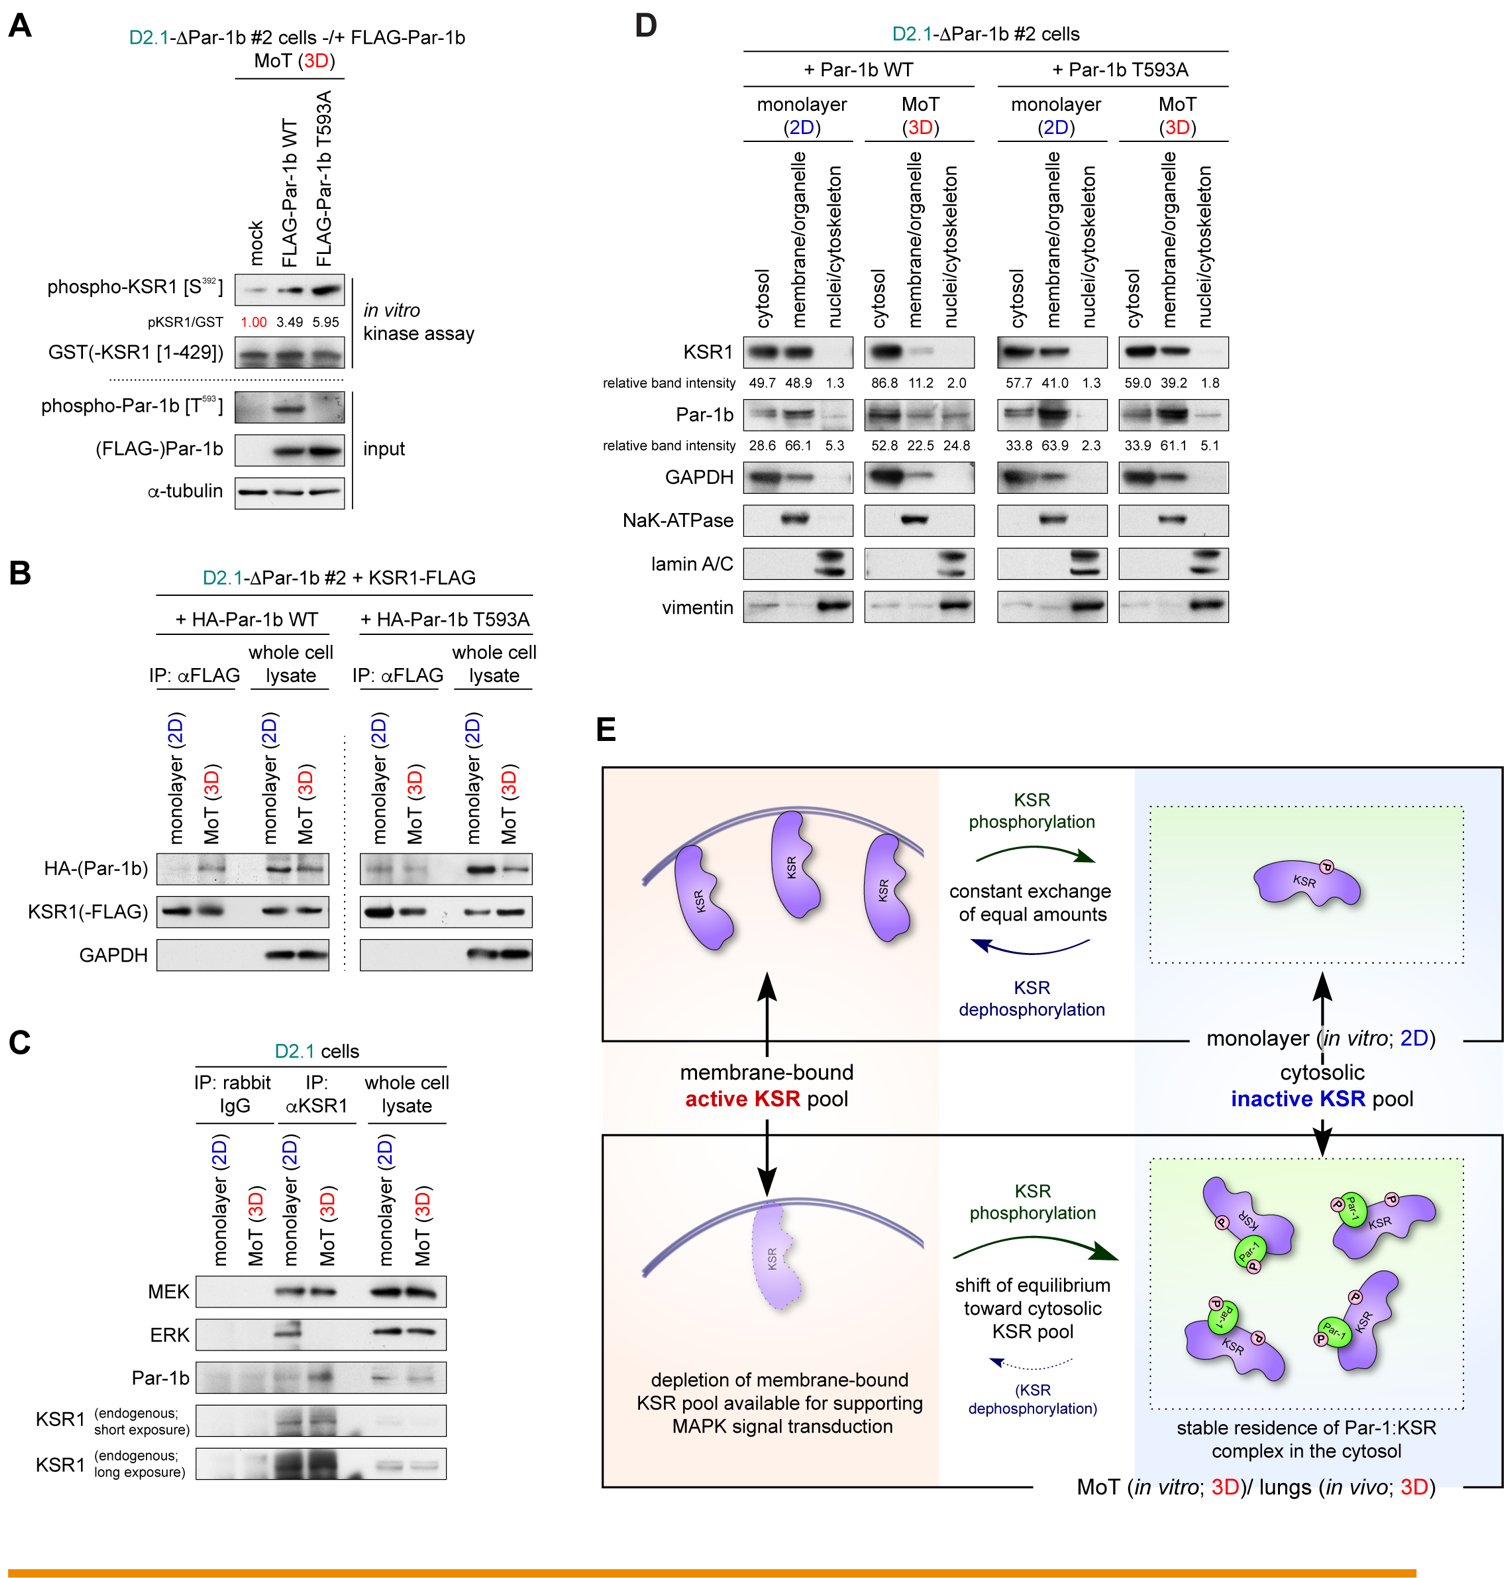 A
D2.1-ΔPar-1b #2 cells -/+ FLAG-Par-1b
MoT (3D)
mock
FLAG-Par-1b WT
FLAG-Par-1b T593A
phospho-KSR1 [S392]
pKSR1/GST 1.00 3.49 5.95
GST(-KSR1 [1-429])
in vitro
kinase assay
phospho-Par-1b [T593]
(FLAG-)Par-1b
α-tubulin
input
B
D2.1-ΔPar-1b #2 + KSR1-FLAG
+ HA-Par-1b WT
+ HA-Par-1b T593A
IP: αFLAG
whole cell
lysate
IP: αFLAG
whole cell
lysate
monolayer (2D)
MoT (3D)
monolayer (2D)
MoT (3D)
monolayer (2D)
MoT (3D)
monolayer (2D)
MoT (3D)
HA-(Par-1b)
KSR1(-FLAG)
GAPDH
C
D2.1 cells
IP: rabbit
IgG
IP:
αKSR1
whole cell
lysate
monolayer (2D)
MoT (3D)
monolayer (2D)
MoT (3D)
monolayer (2D)
MoT (3D)
MEK
ERK
Par-1b
KSR1 (endogenous;
short exposure)
KSR1 (endogenous;
long exposure)
D
D2.1-ΔPar-1b #2 cells
+ Par-1b WT
+ Par-1b T593A
monolayer
(2D)
MoT
(3D)
monolayer
(2D)
MoT
(3D)
cytosol
membrane/organelle
nuclei/cytoskeleton
cytosol
membrane/organelle
nuclei/cytoskeleton
cytosol
membrane/organelle
nuclei/cytoskeleton
cytosol
membrane/organelle
nuclei/cytoskeleton
KSR1
relative band intensity 49.7 48.9 1.3 86.8 11.2 2.0 57.7 41.0 1.3 59.0 39.2 1.8
Par-1b
relative band intensity 28.6 66.1 5.3 52.8 22.5 24.8 33.8 63.9 2.3 33.9 61.1 5.1
GAPDH
NaK-ATPase
lamin A/C
vimentin
E
KSR
KSR
KSR
KSR
phosphorylation
constant exchange
of equal amounts
KSR
dephosphorylation
P
KSR
monolayer (in vitro; 2D)
membrane-bound
active KSR pool
cytosolic
inactive KSR pool
KSR
depletion of membrane-bound
KSR pool available for supporting
MAPK signal transduction
KSR
phosphorylation
shift of equilibrium
toward cytosolic
KSR pool
(KSR
dephosphorylation)
KSR
P
Par-1
P
P
Par-1
P
KSR
P
Par-1
P
KSR
P
Par-1
P
KSR
stable residence of Par-1:KSR
complex in the cytosol
MoT (in vitro; 3D)/ lungs (in vivo; 3D)